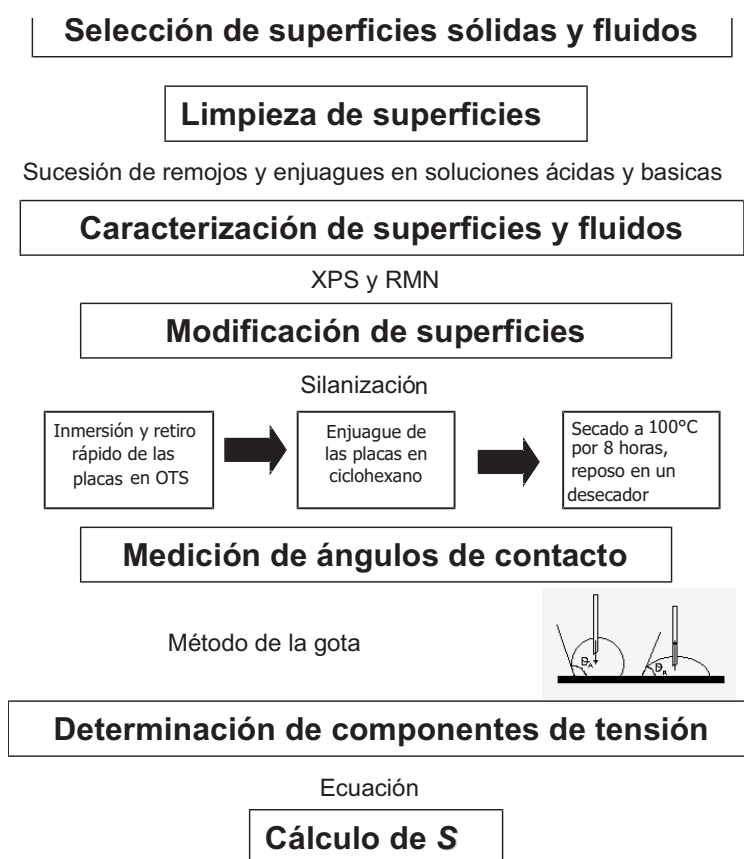 Selección de superficies sólidas y fluidos
Limpieza de superficies
Sucesión de remojos y enjuagues en soluciones ácidas y basicas
Caracterización de superficies y fluidos
XPS y RMN
Modificación de superficies
Silanización
Inmersión y retiro
rápido de las
placas en OTS
Enjuague de
las placas en
ciclohexano
Secado a 100°C
por 8 horas,
reposo en un
desecador
Medición de ángulos de contacto
Método de la gota
Determinación de componentes de tensión
Ecuación
Cálculo de S